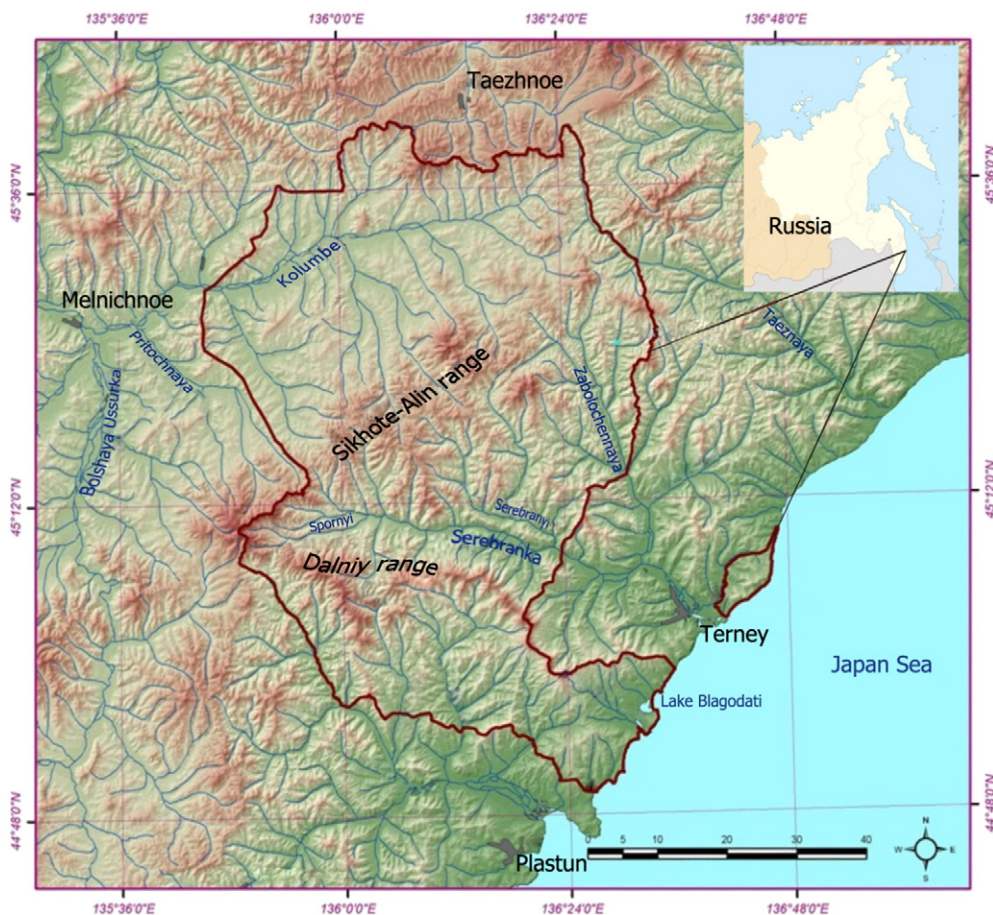 135°36'0"E
136°0'0"E
136°24'0"E
136°48'0"E
Taezhnoe
45°36'0"N
45°36'0"N
Russia
Kolumbe
Melnichnoe
Pritochnaya
Taeznaya
Bolshaya Ussurka
Sikhote-Alin range
Zabolochennaya
45°12'0"N
45°12'0"N
Spornyi
Serebranyi
Serebranka
Dalniy range
Terney
Japan Sea
Lake Blagodati
44°48'0"N
44°48'0"N
0 5 10 20 30 40
N
W E
S
Plastun
135°36'0"E
136°0'0"E
136°24'0"E
136°48'0"E